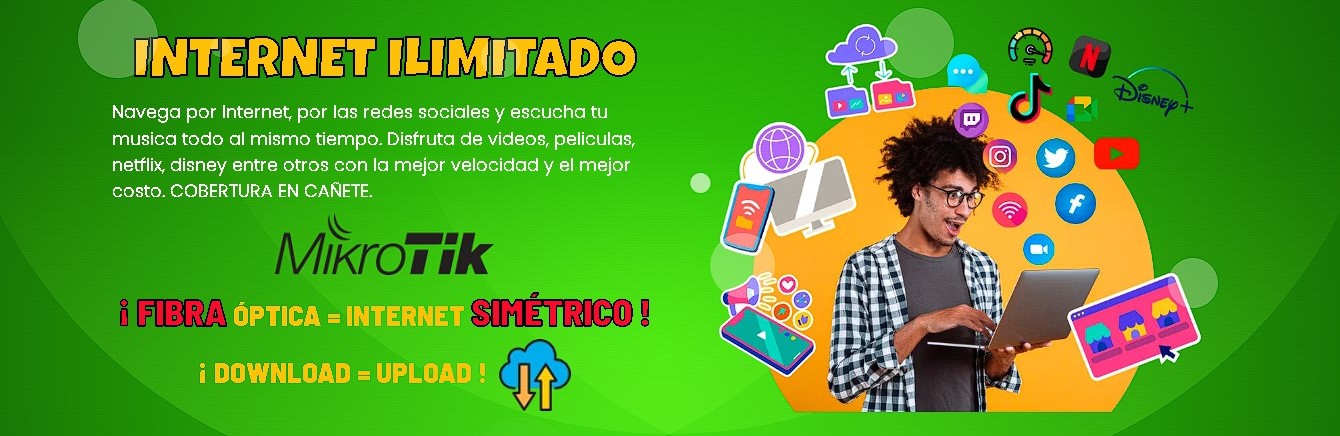 INTERNET ILIMITADO
Navega por Internet, por las redes sociales y escucha tu
musica todo al mismo tiempo. Disfruta de videos, peliculas,
netflix, disney entre otros con la mejor velocidad y el mejor
costo. COBERTURA EN CAÑETE.
MikroTik
¡ FIBRA ÓPTICA = INTERNET SIMÉTRICO !
¡ DOWNLOAD = UPLOAD !
N
Disney+